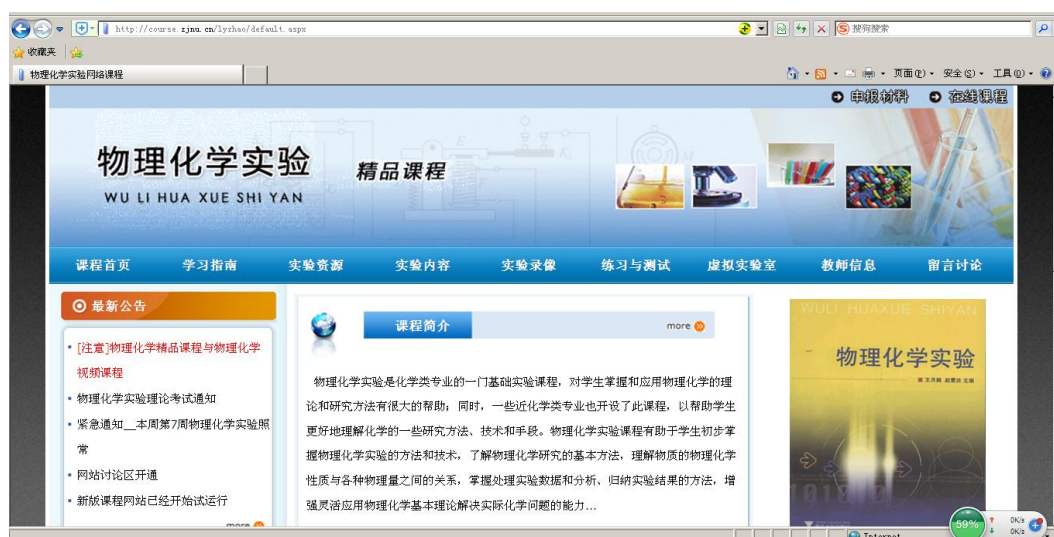 http://course.zjnu.cn/lyzhao/default.aspx
搜狗搜索
收藏夹
物理化学实验网络课程
页面(P) 安全(S) 工具(O)
申报材料 在线课程
物理化学实验 精品课程
WU LI HUA XUE SHI YAN
课程首页 学习指南 实验资源 实验内容 实验录像 练习与测试 虚拟实验室 教师信息 留言讨论
最新公告
[注意]物理化学精品课程与物理化学
视频课程
物理化学实验理论考试通知
紧急通知__本周第7周物理化学实验照
常
网站讨论区开通
新版课程网站已经开始试运行
more
课程简介 more
物理化学实验是化学类专业的一门基础实验课程，对学生掌握和应用物理化学的理
论和研究方法有很大的帮助；同时，一些近化学类专业也开设了此课程，以帮助学生
更好地理解化学的一些研究方法、技术和手段。物理化学实验课程有助于学生初步掌
握物理化学实验的方法和技术，了解物理化学研究的基本方法，理解物质的物理化学
性质与各种物理量之间的关系，掌握处理实验数据和分析、归纳实验结果的方法，增
强灵活应用物理化学基本理论解决实际化学问题的能力...
WULI HUAXUE SHIYAN
物理化学实验
59%
0K/s
0K/s
Internet